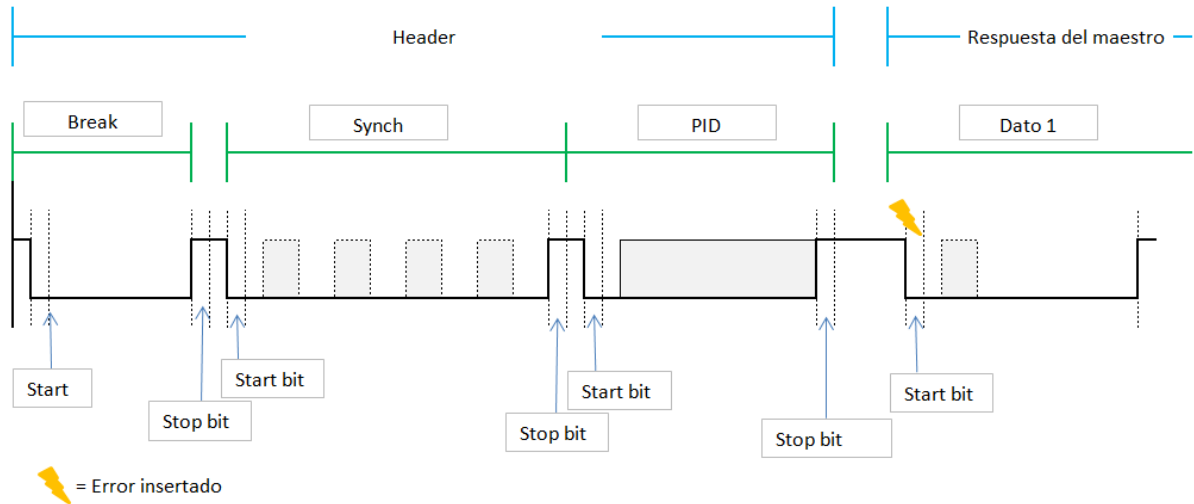 Header
Respuesta del maestro
Break
Synch
PID
Dato 1
Start
Stop bit
Start bit
Stop bit
Start bit
Stop bit
Start bit
= Error insertado